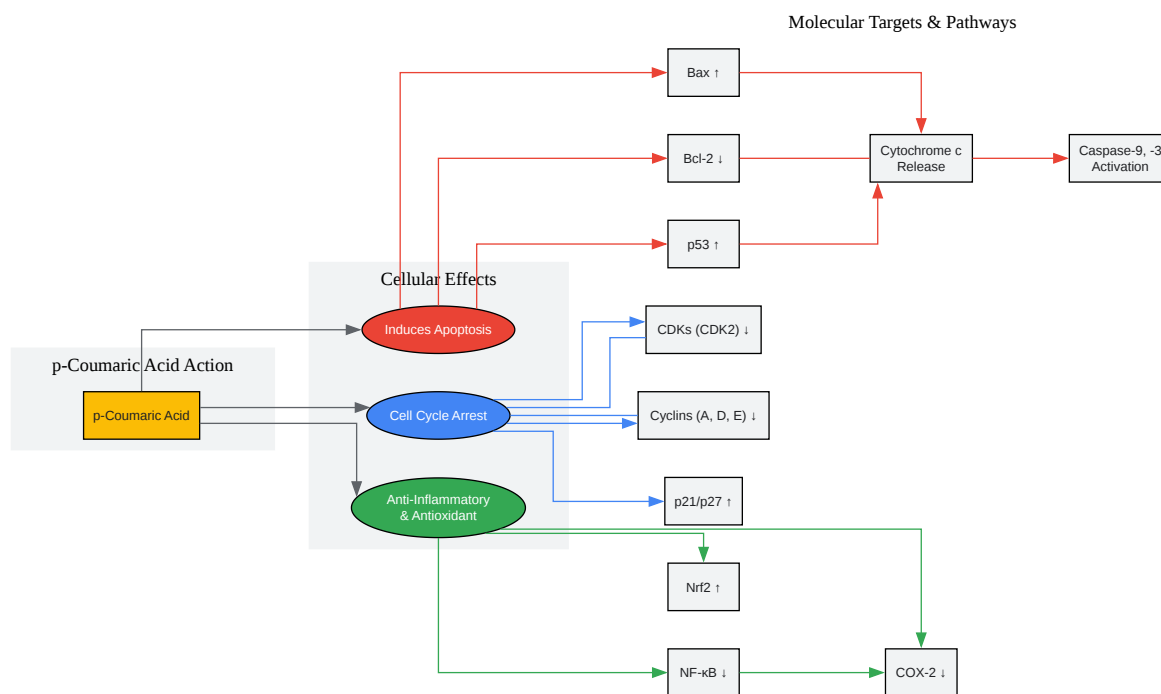 Molecular Targets & Pathways
Bax ↑
Bcl-2 ↓
Cytochrome c
Release
Caspase-9, -3
Activation
p53 ↑
Cellular Effects
Induces Apoptosis
CDKs (CDK2) ↓
p-Coumaric Acid Action
p-Coumaric Acid
Cell Cycle Arrest
Cyclins (A, D, E) ↓
Anti-Inflammatory
& Antioxidant
p21/p27 ↑
Nrf2 ↑
NF-κB ↓
COX-2 ↓